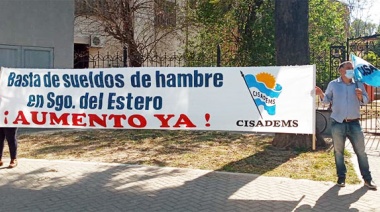 Basta de sueldos de hambre
en Sgo. del Estero
¡ AUMENTO YA !
CISADEMS
CISADEMS